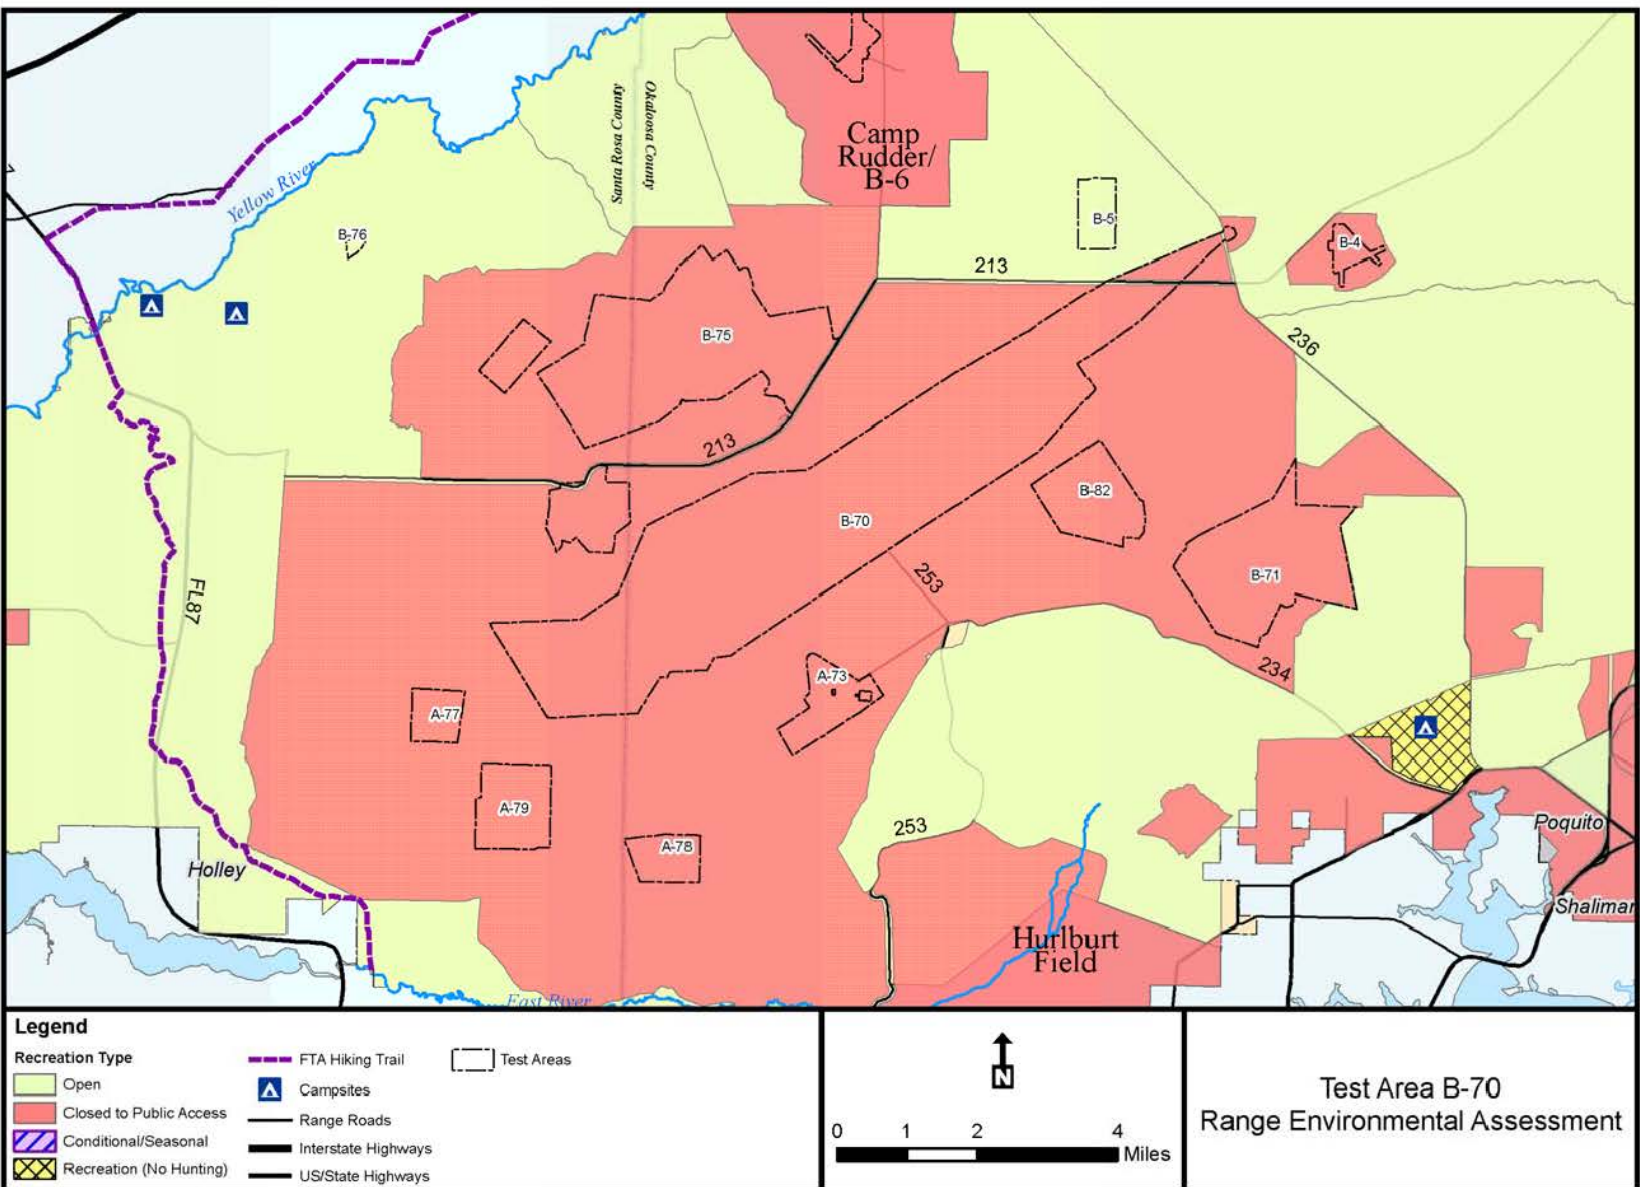 Santa Rosa County
Okaloosa County
Camp
Rudder/
B-6
Yellow River
B-76
B-5
B-4
213
236
B-75
213
B-82
B-70
B-71
253
FL87
234
A-73
A-77
A-79
253
A-78
Poquito
Holley
Shalimar
Hurlburt
Field
East River
Legend
Recreation Type
Open
Closed to Public Access
Conditional/Seasonal
Recreation (No Hunting)
FTA Hiking Trail
Campsites
Range Roads
Interstate Highways
US/State Highways
Test Areas
N
0 1 2 4
Miles
Test Area B-70
Range Environmental Assessment